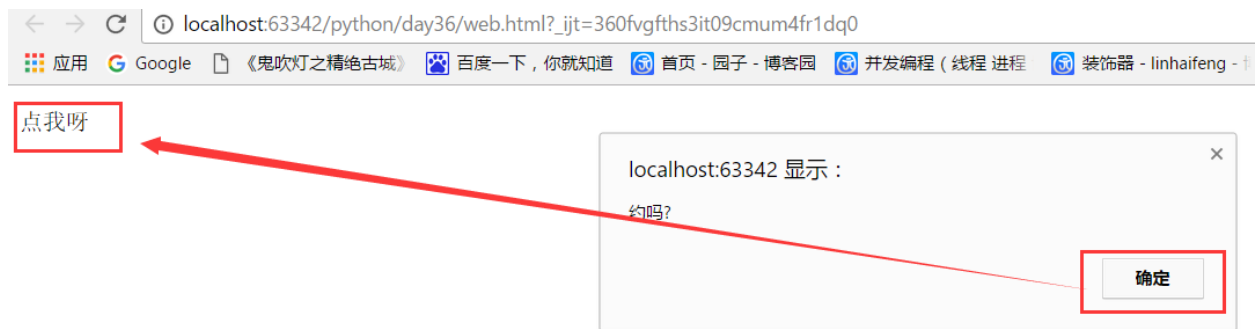 localhost:63342/python/day36/web.html?_ijt=360fvgfths3it09cmum4fr1dq0
应用 Google 《鬼吹灯之精绝古城》 百度一下，你就知道 首页 - 园子 - 博客园 并发编程 ( 线程 进程 装饰器 - linhaifeng -
点我呀
localhost:63342 显示：
约吗?
确定